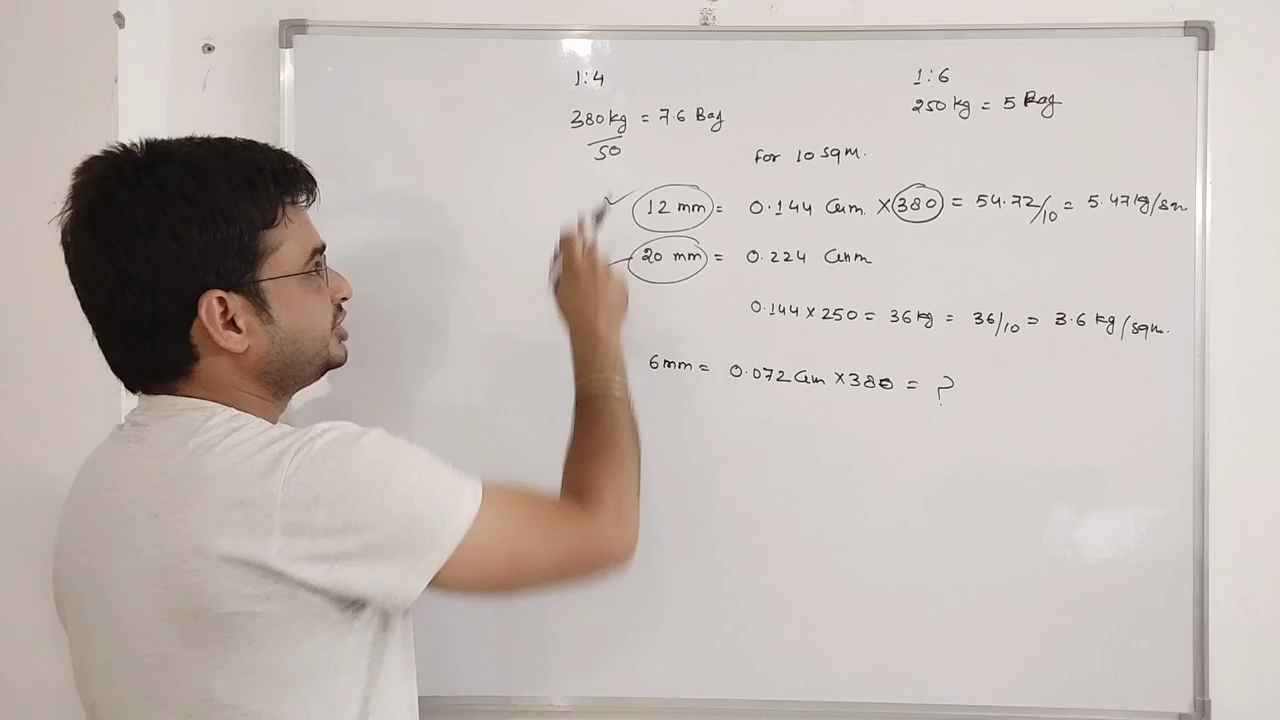 1:4
380 kg = 7.6 Bag
50
1:6
250 kg = 5 Bag
For 10 sqm.
12 mm = 0.144 Cum. × 380 = 54.72/10 = 5.47 kg/sqm
20 mm = 0.224 Cum
0.144 × 250 = 36 kg = 36/10 = 3.6 kg/sqm.
6mm = 0.072 Cum × 380 = ?